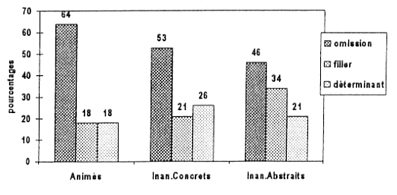 70
64
60
53
50
46
40
34
30
26
21
21
20
18
18
10
0
pourcentages
Animés
Inan.Concrets
Inan.Abstraits
omission
filler
déterminant